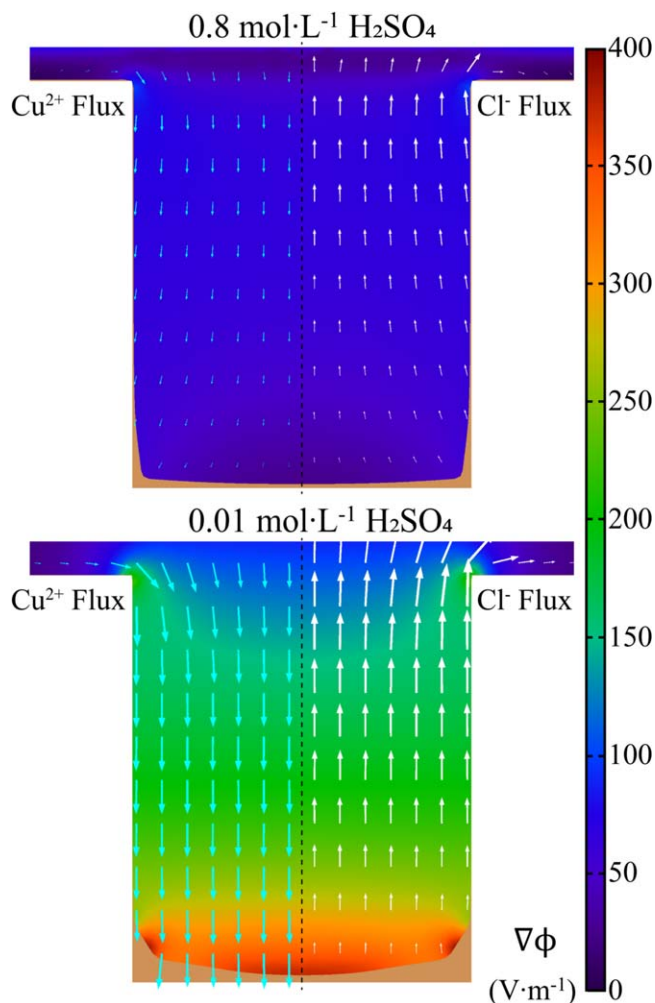 0.8 mol·L⁻¹ H₂SO₄
Cu²⁺ Flux
Cl⁻ Flux
0.01 mol·L⁻¹ H₂SO₄
Cu²⁺ Flux
Cl⁻ Flux
400
350
300
250
200
150
100
50
0
∇ϕ
(V·m⁻¹)